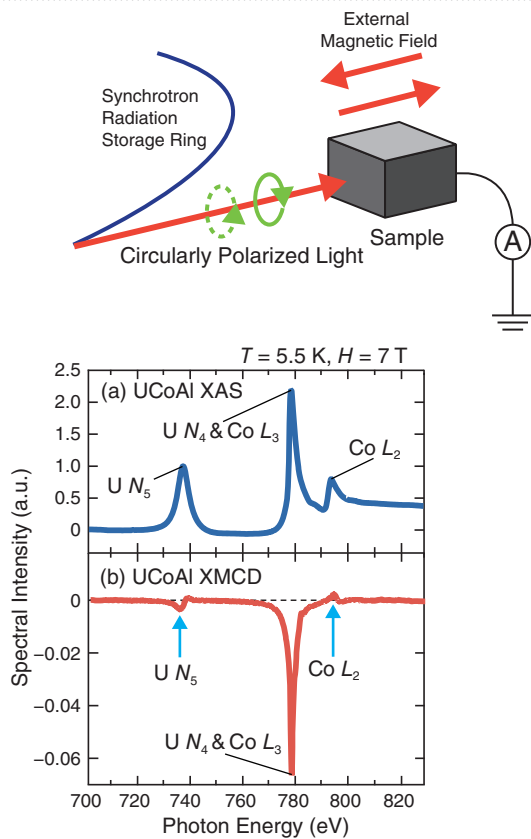 External
Magnetic Field
Synchrotron
Radiation
Storage Ring
Sample
Circularly Polarized Light
A
T = 5.5 K, H = 7 T
(a) UCoAl XAS
U N₄ & Co L₃
U N₅
Co L₂
2.5
2.0
1.5
1.0
0.5
0
(b) UCoAl XMCD
U N₅
Co L₂
U N₄ & Co L₃
0
−0.02
−0.04
−0.06
Spectral Intensity (a.u.)
700 720 740 760 780 800 820
Photon Energy (eV)